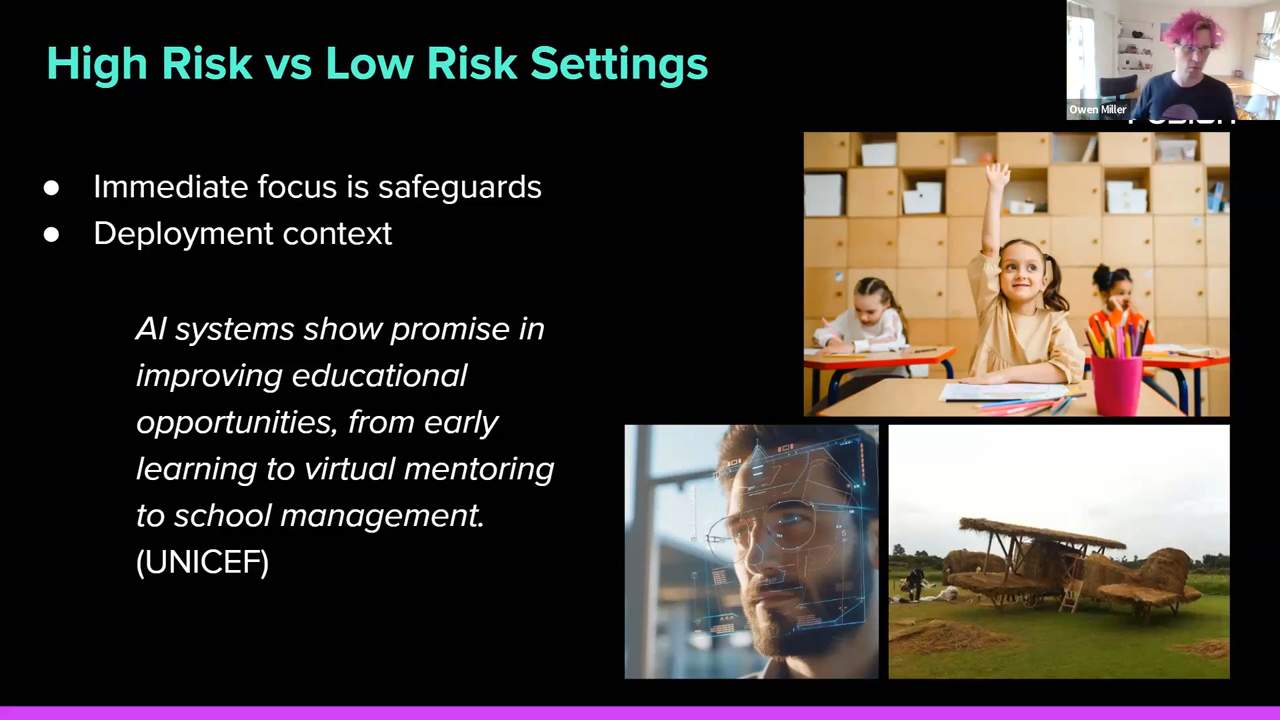 High Risk vs Low Risk Settings
Owen Miller
● Immediate focus is safeguards
● Deployment context
AI systems show promise in
improving educational
opportunities, from early
learning to virtual mentoring
to school management.
(UNICEF)